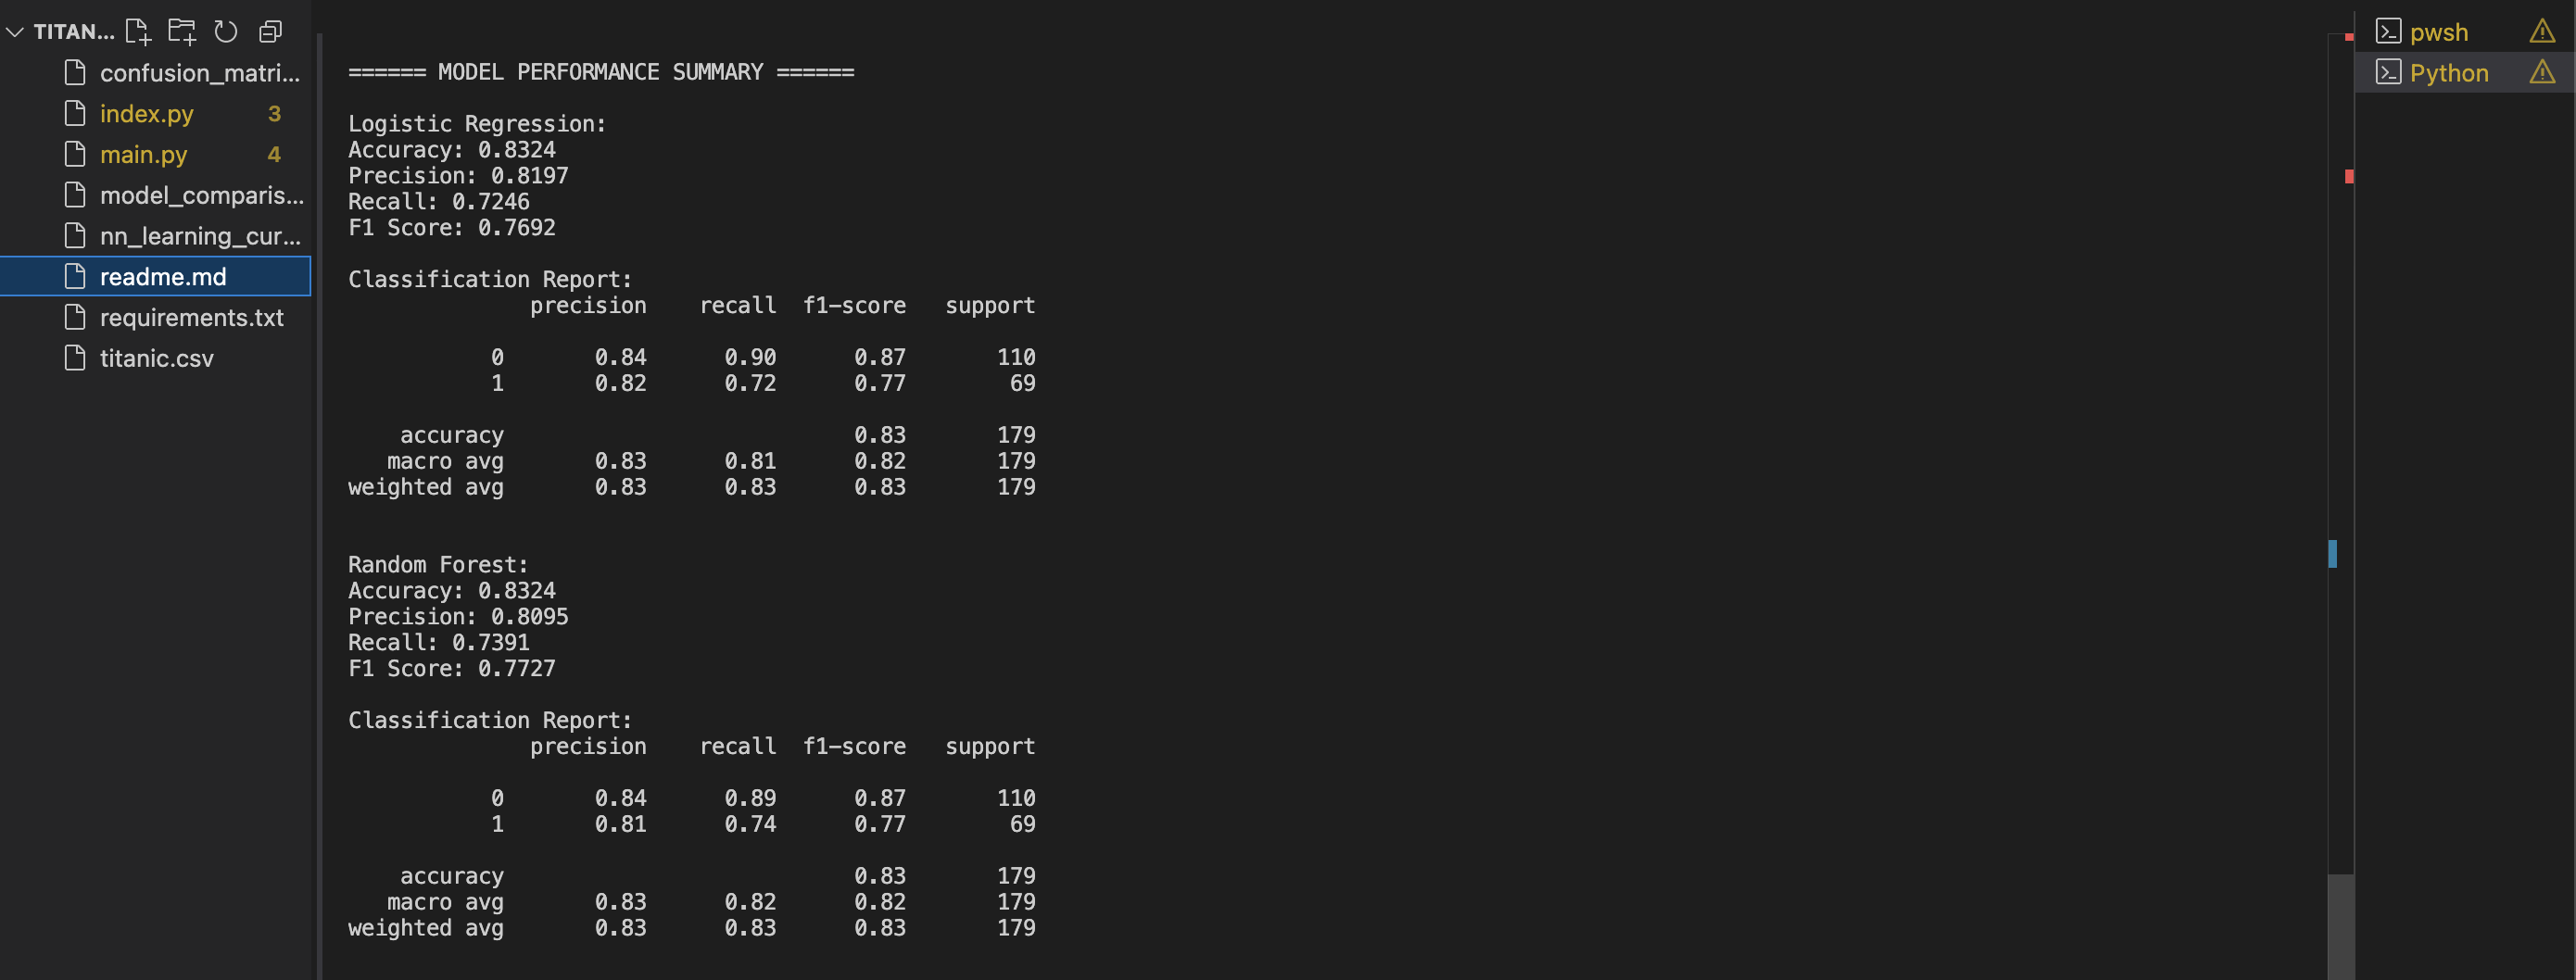 TITAN...
confusion_matri...
index.py 3
main.py 4
model_comparis...
nn_learning_cur...
readme.md
requirements.txt
titanic.csv
====== MODEL PERFORMANCE SUMMARY ======
Logistic Regression:
Accuracy: 0.8324
Precision: 0.8197
Recall: 0.7246
F1 Score: 0.7692
Classification Report:
precision recall f1-score support
0 0.84 0.90 0.87 110
1 0.82 0.72 0.77 69
accuracy 0.83 179
macro avg 0.83 0.81 0.82 179
weighted avg 0.83 0.83 0.83 179
Random Forest:
Accuracy: 0.8324
Precision: 0.8095
Recall: 0.7391
F1 Score: 0.7727
Classification Report:
precision recall f1-score support
0 0.84 0.89 0.87 110
1 0.81 0.74 0.77 69
accuracy 0.83 179
macro avg 0.83 0.82 0.82 179
weighted avg 0.83 0.83 0.83 179
pwsh
Python